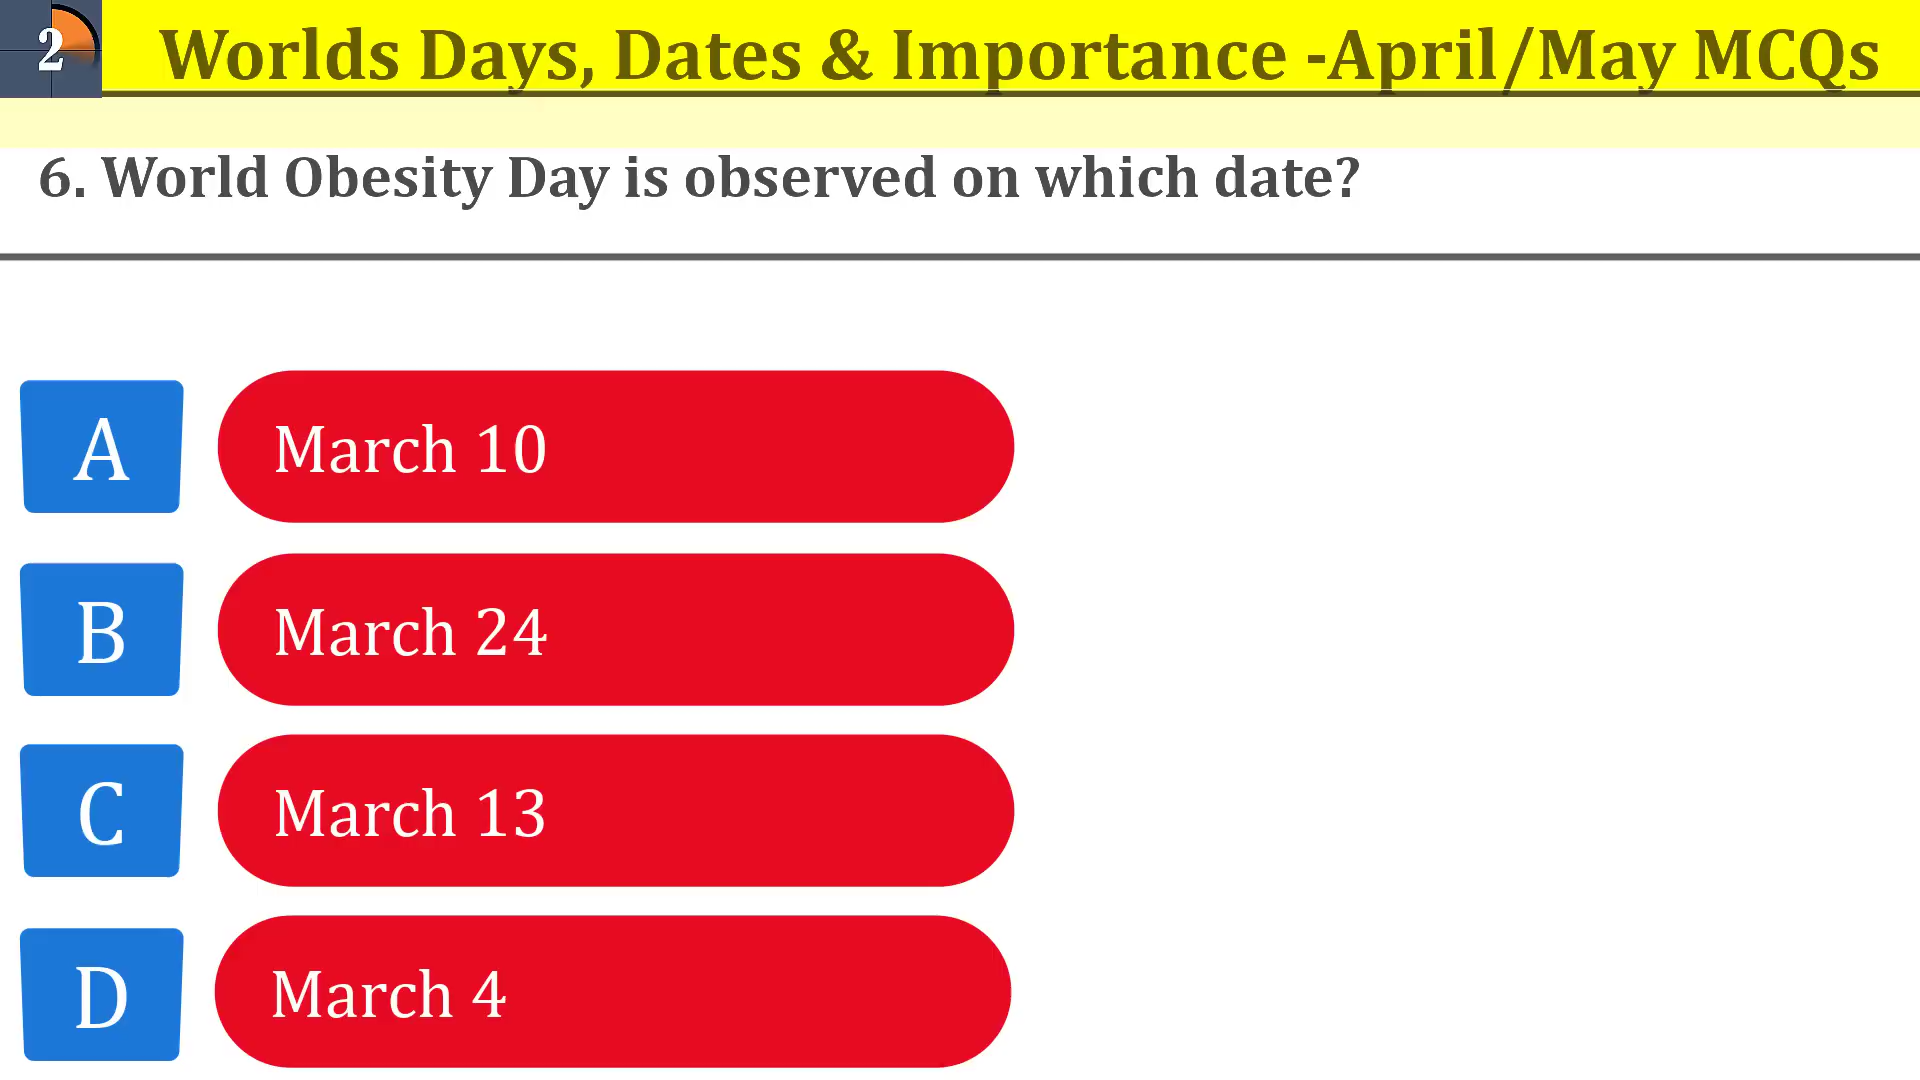 2
Worlds Days, Dates & Importance -April/May MCQs
6. World Obesity Day is observed on which date?
A
March 10
B
March 24
C
March 13
D
March 4